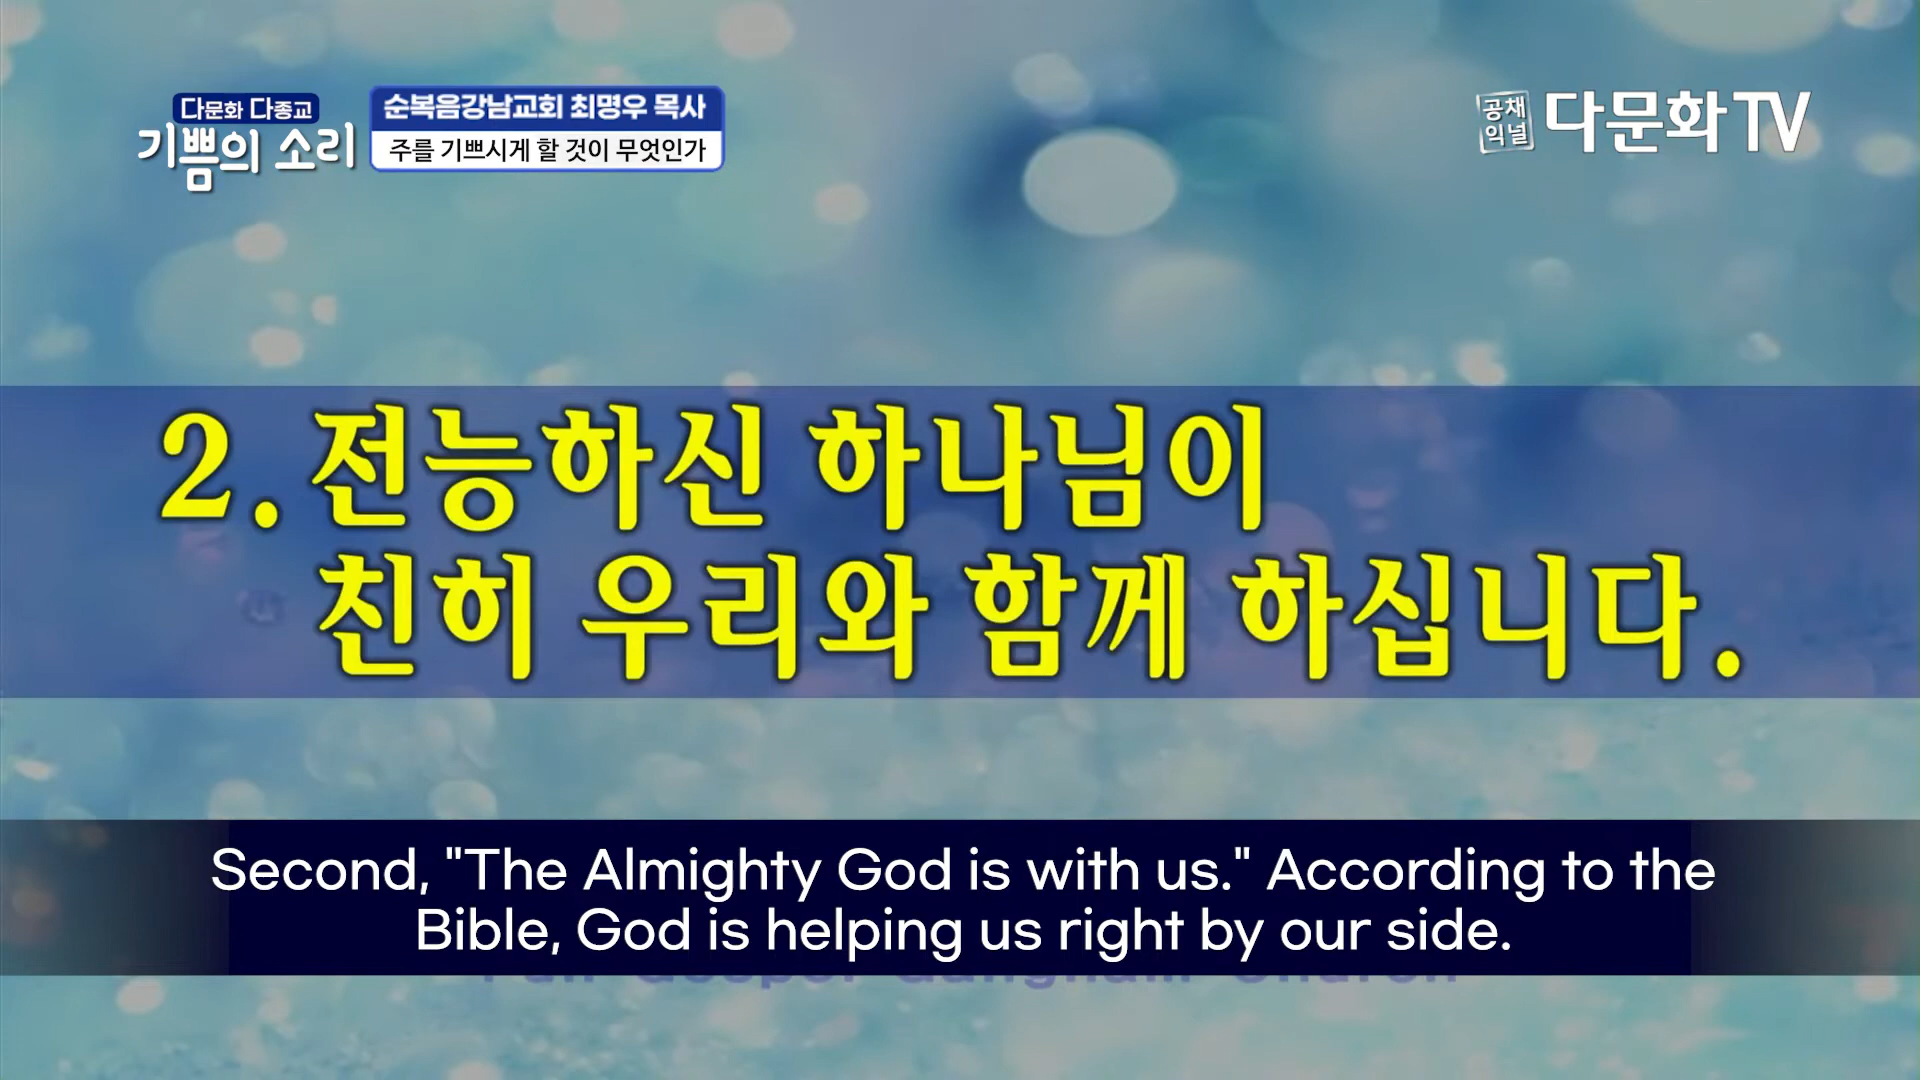 다문화 다종교
기쁨의 소리
순복음강남교회 최명우 목사
주를 기쁘시게 할 것이 무엇인가
공채
익널
다문화TV
2. 전능하신 하나님이
친히 우리와 함께 하십니다.
Second, "The Almighty God is with us." According to the
Bible, God is helping us right by our side.
Full Gospel Gangnam Church